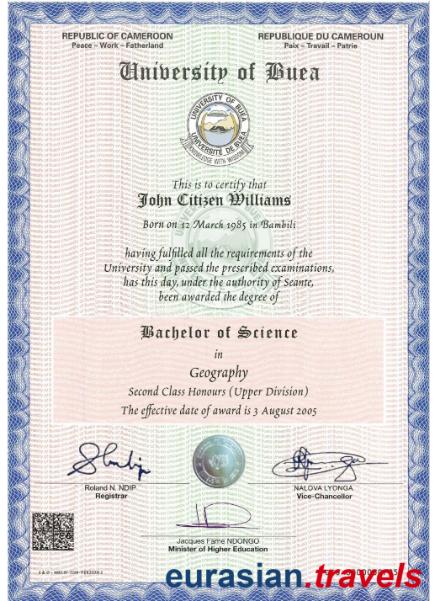 REPUBLIC OF CAMEROON
Peace – Work – Fatherland
REPUBLIQUE DU CAMEROUN
Paix – Travail – Patrie
University of Buea
UNIVERSITY OF BUEA
UNIVERSITÉ DE BUEA
KNOWLEDGE WITH WISDOM
This is to certify that
John Citizen Williams
Born on 12 March 1985 in Bambili
having fulfilled all the requirements of the
University and passed the prescribed examinations,
has this day, under the authority of Seante,
been awarded the degree of
Bachelor of Science
in
Geography
Second Class Honours (Upper Division)
The effective date of award is 3 August 2005
Roland N. NDIP
Registrar
NALOVA LYONGA
Vice-Chancellor
Jacques Fame NDONGO
Minister of Higher Education
eurasian.travels